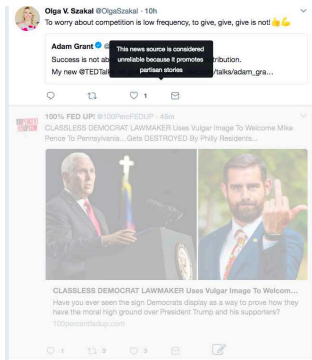 Olga V. Szakal @OlgaSzakal · 10h
To worry about competition is low frequency, to give, give, give is not!👍💪
Adam Grant
This news source is considered
unreliable because it promotes
partisan stories
Success is not ab
tribution.
My new @TEDTalk
/talks/adam_gra...
1
100% FED UP! @100PercFEDUP · 45m
CLASSLESS DEMOCRAT LAWMAKER Uses Vulgar Image To Welcome Mike
Pence To Pennsylvania...Gets DESTROYED By Philly Residents...
CLASSLESS DEMOCRAT LAWMAKER Uses Vulgar Image To Welcom...
Have you ever seen the sign Democrats display as a way to prove how they
have the moral high ground over President Trump and his supporters?
100percentfedup.com
1 3 3